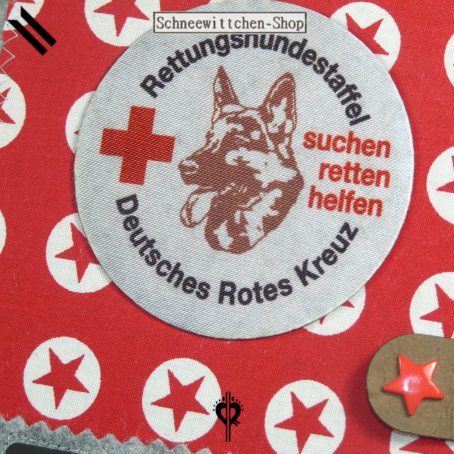 Schneewittchen-Shop
Rettungshundestaffel
suchen
retten
helfen
Deutsches Rotes Kreuz